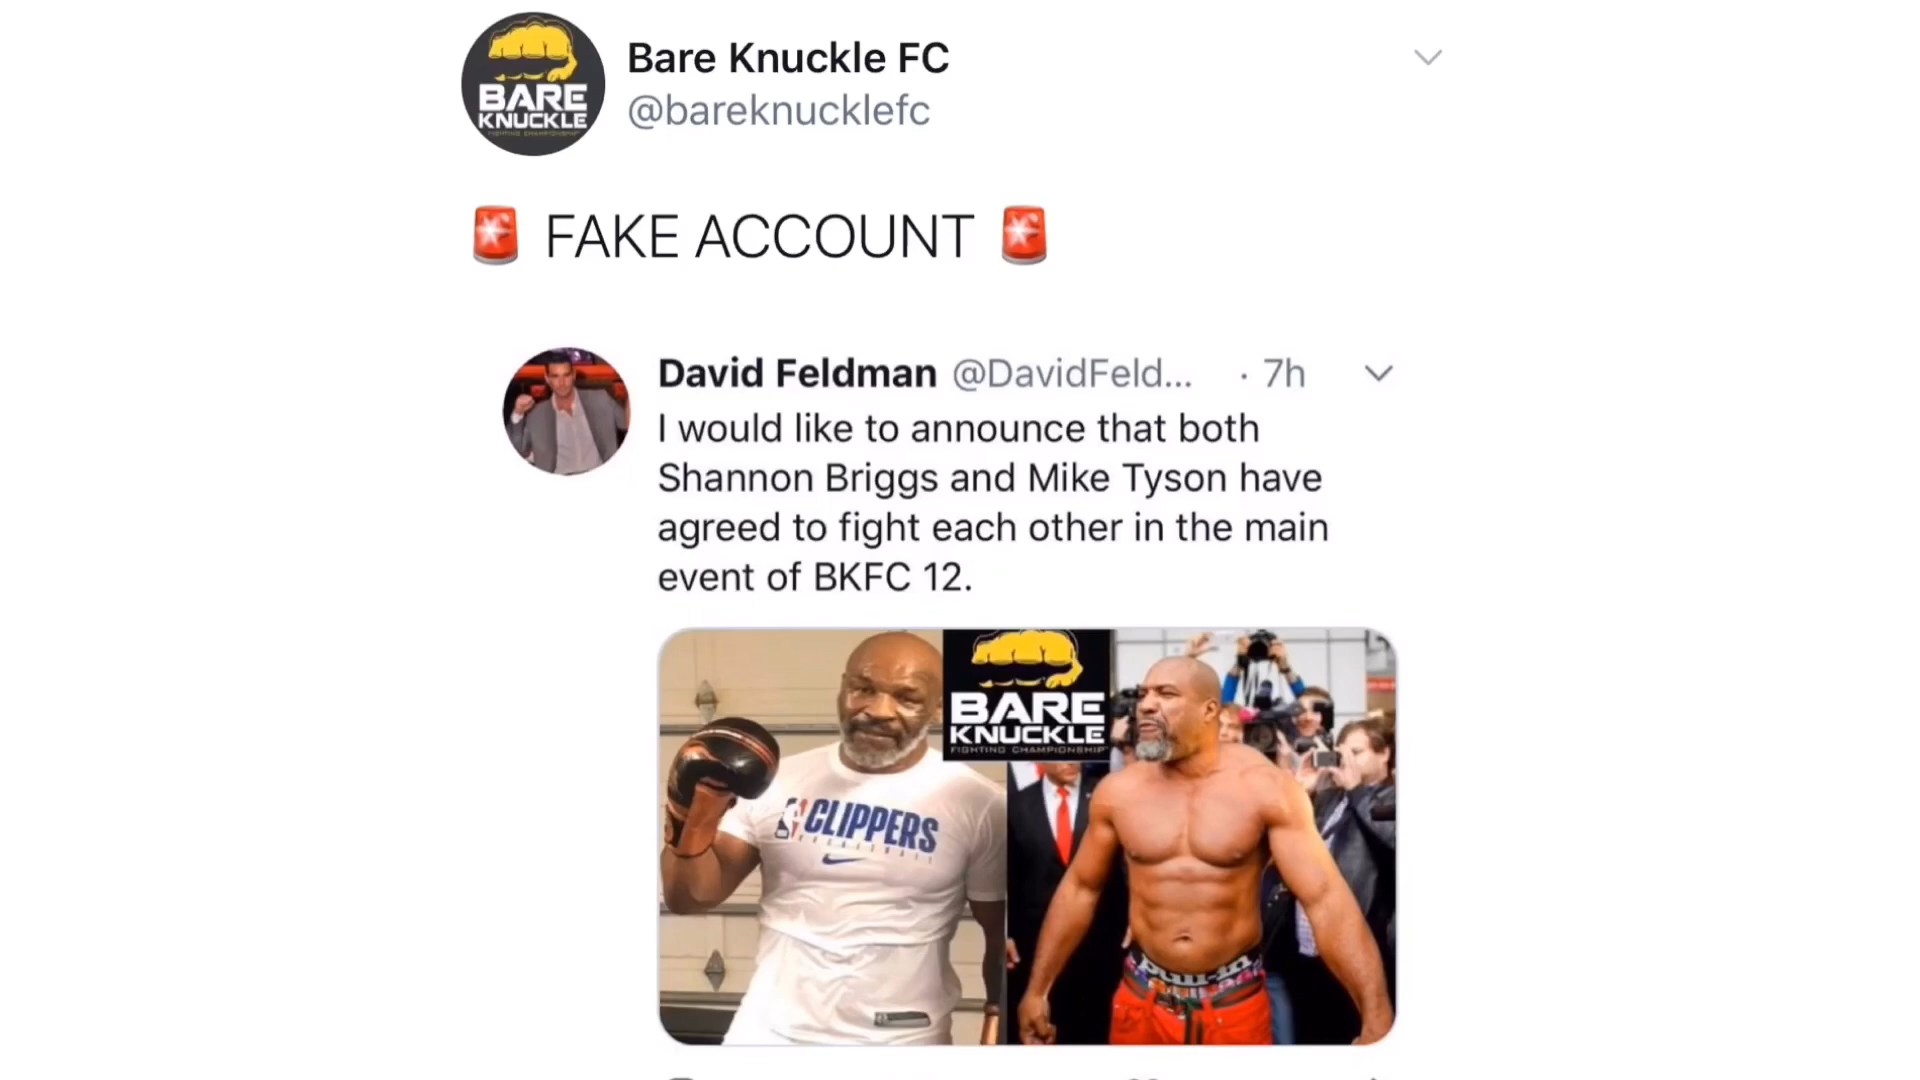 BARE
KNUCKLE
FIGHTING CHAMPIONSHIP
Bare Knuckle FC
@bareknucklefc
🚨 FAKE ACCOUNT 🚨
David Feldman @DavidFeld... · 7h
I would like to announce that both
Shannon Briggs and Mike Tyson have
agreed to fight each other in the main
event of BKFC 12.
BARE
KNUCKLE
FIGHTING CHAMPIONSHIP
CLIPPERS
pull-in